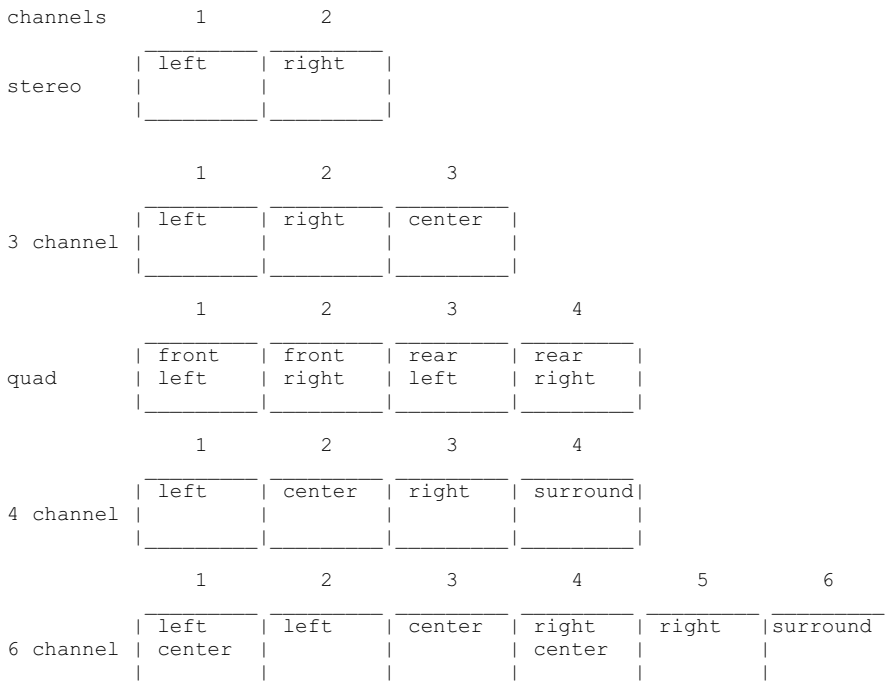 channels 1 2
left right
stereo
1 2 3
left right center
3 channel
1 2 3 4
front front rear rear
quad left right left right
1 2 3 4
left center right surround
4 channel
1 2 3 4 5 6
left left center right right surround
6 channel center center